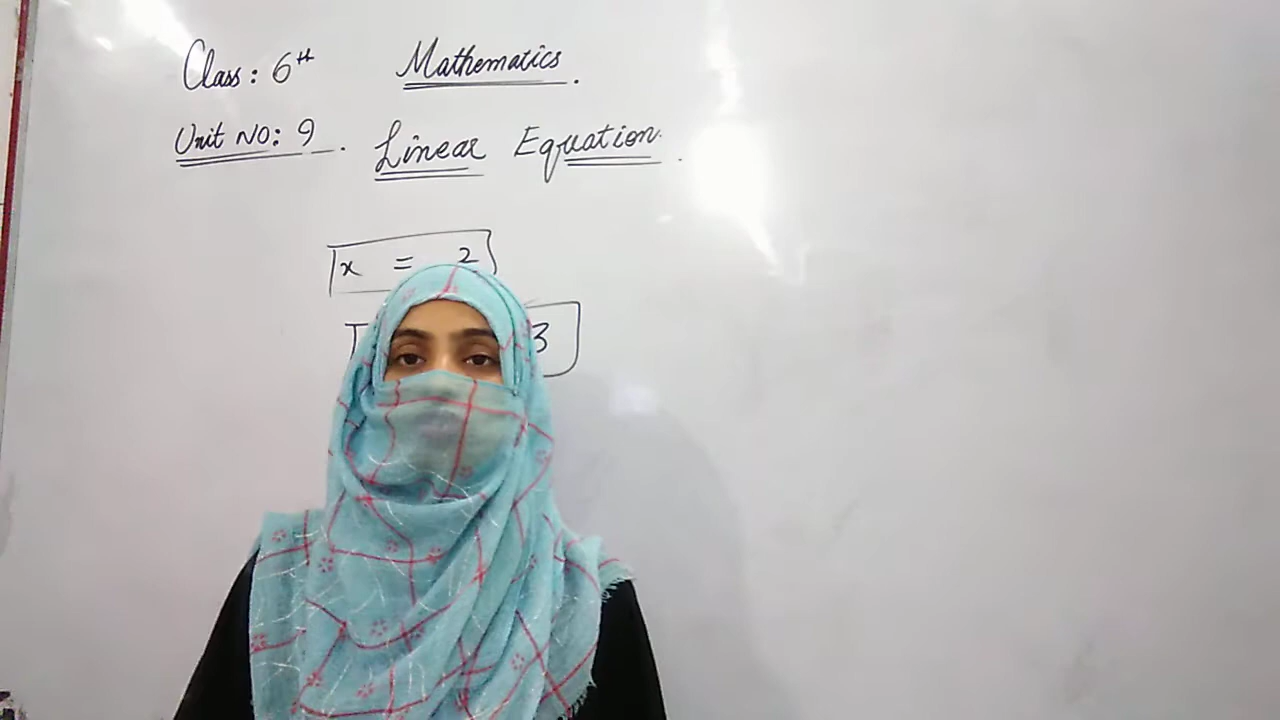 Class: 6th Mathematics.
Unit NO: 9. Linear Equation.
x = 2
3